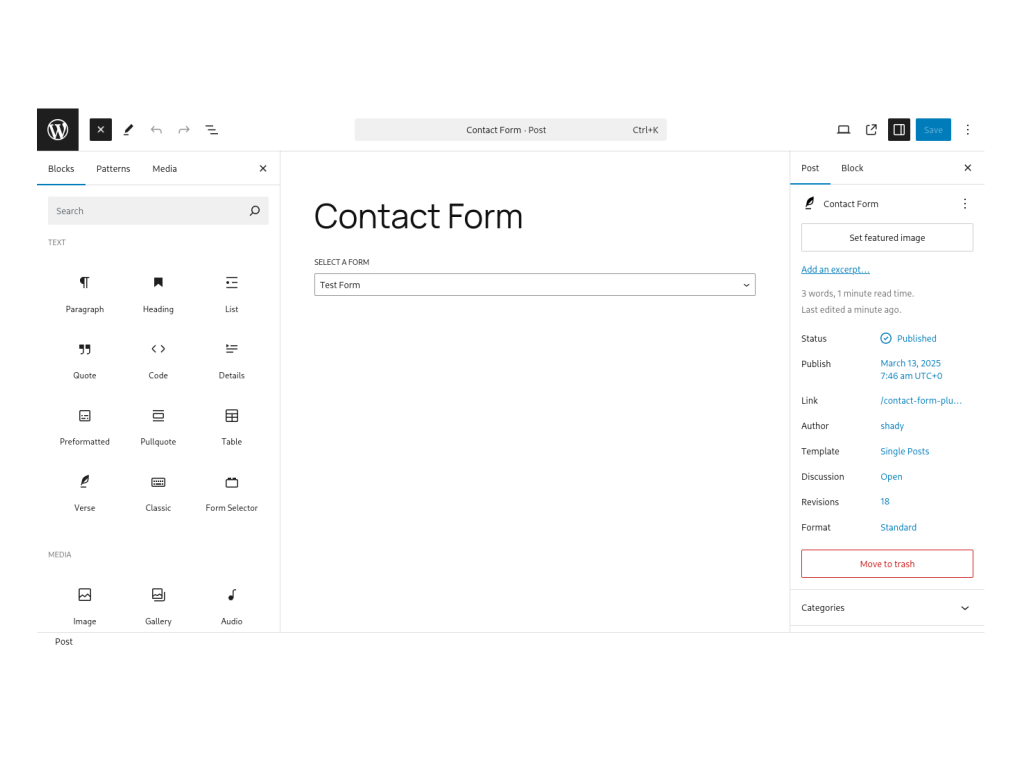 Contact Form · Post Ctrl+K
Save
Blocks Patterns Media
Search
TEXT
Paragraph Heading List
Quote Code Details
Preformatted Pullquote Table
Verse Classic Form Selector
MEDIA
Image Gallery Audio
Contact Form
SELECT A FORM
Test Form
Post Block
Contact Form
Set featured image
Add an excerpt...
3 words, 1 minute read time.
Last edited a minute ago.
Status Published
Publish March 13, 2025
7:46 am UTC+0
Link /contact-form-plu...
Author shady
Template Single Posts
Discussion Open
Revisions 18
Format Standard
Move to trash
Categories
Post